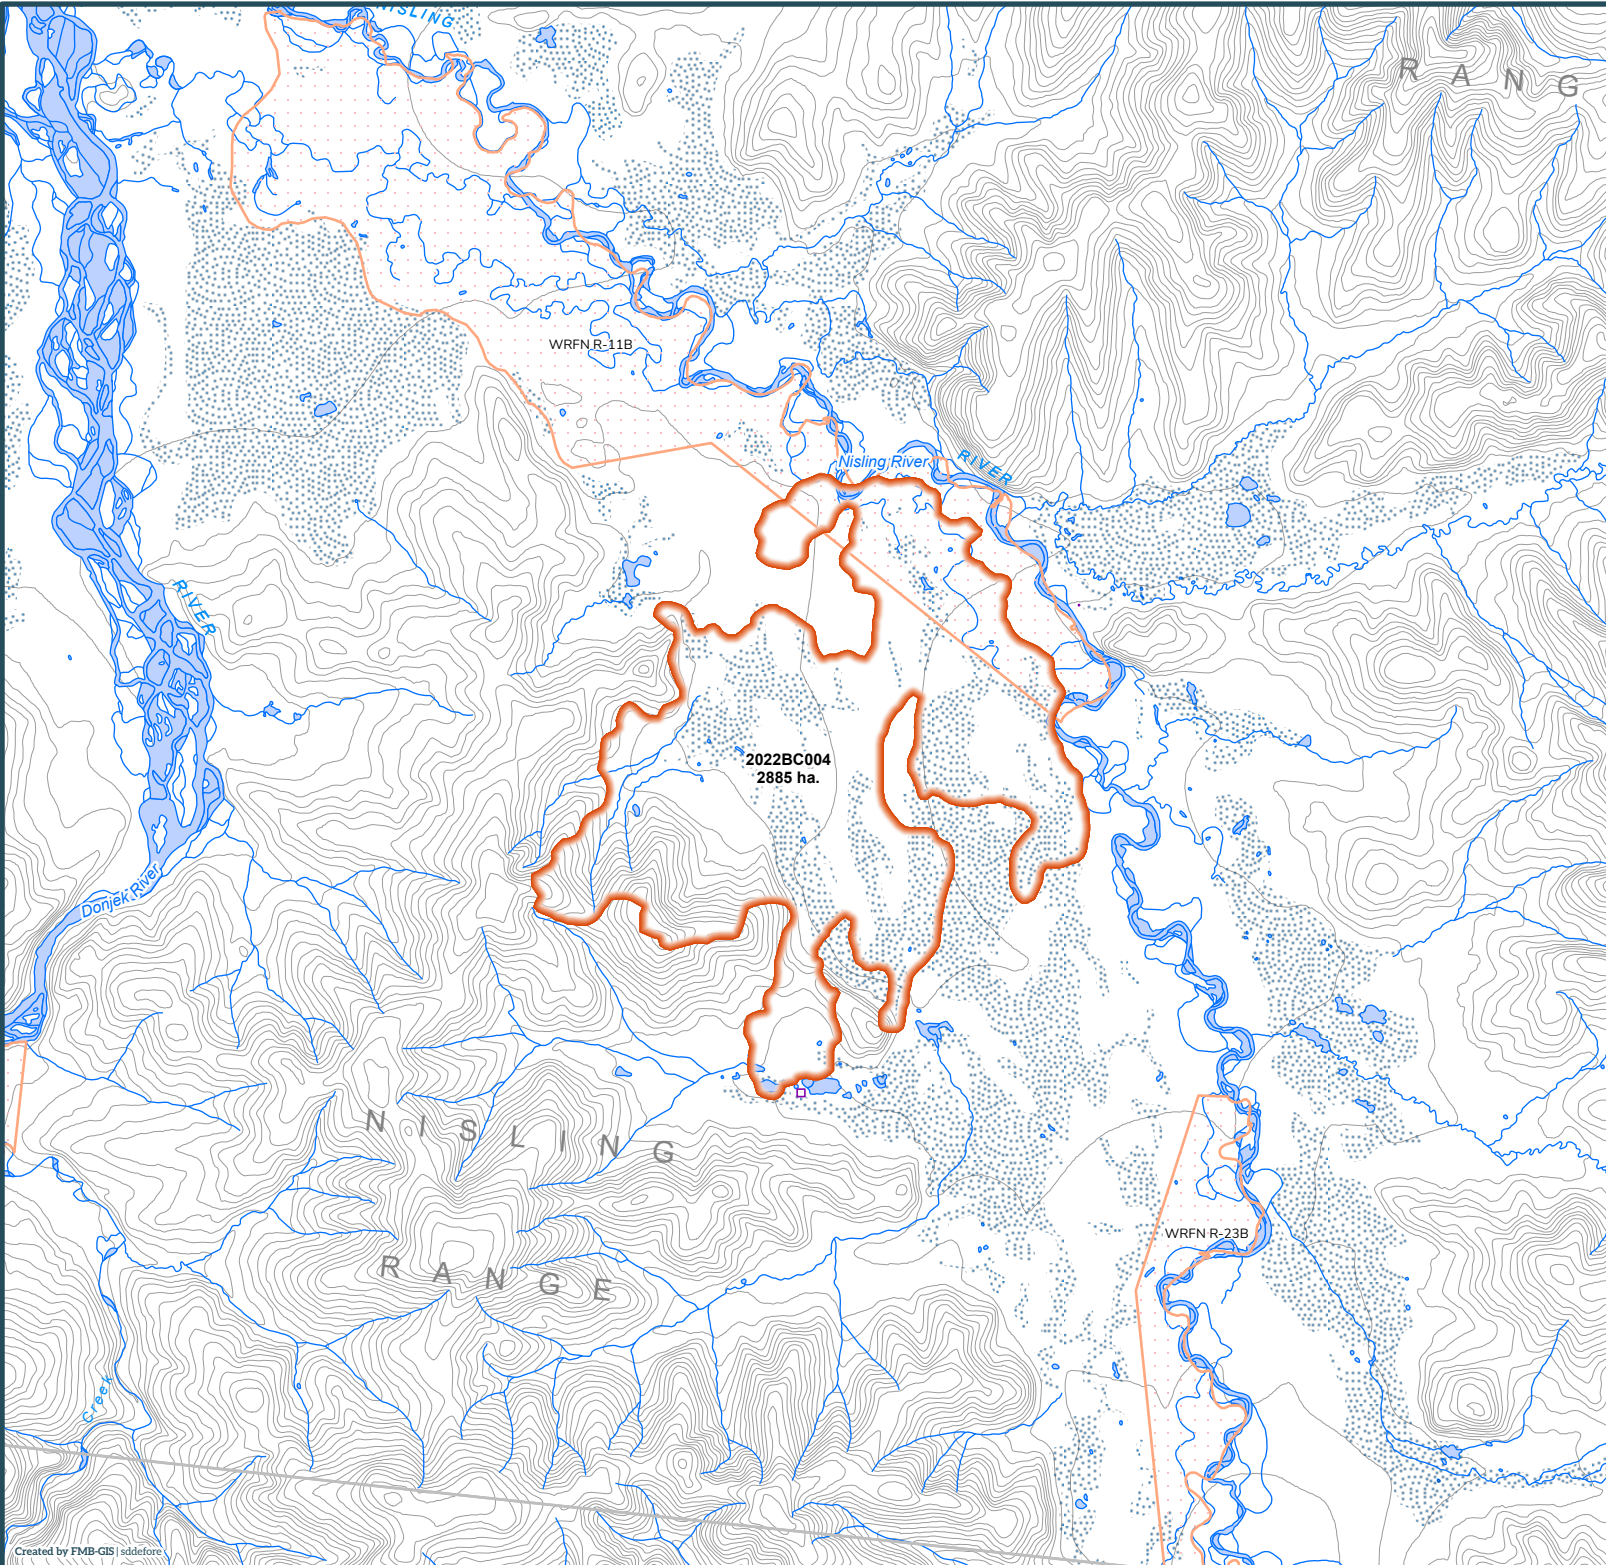 NISLING
RANG
WRFN R-11B
Nisling River
RIVER
RIVER
2022BC004
2885 ha.
Donjek River
NISLING
RANGE
WRFN R-23B
Creek
Created by FMB-GIS | sddefore